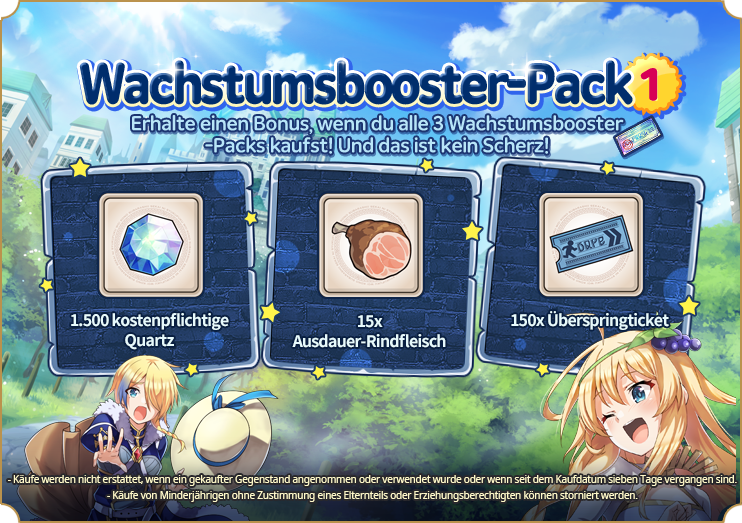 Wachstumsbooster-Pack 1
Erhalte einen Bonus, wenn du alle 3 Wachstumsbooster
-Packs kaufst! Und das ist kein Scherz!
1.500 kostenpflichtige
Quartz
15x
Ausdauer-Rindfleisch
150x Überspringticket
- Käufe werden nicht erstattet, wenn ein gekaufter Gegenstand angenommen oder verwendet wurde oder wenn seit dem Kaufdatum sieben Tage vergangen sind.
- Käufe von Minderjährigen ohne Zustimmung eines Elternteils oder Erziehungsberechtigten können storniert werden.